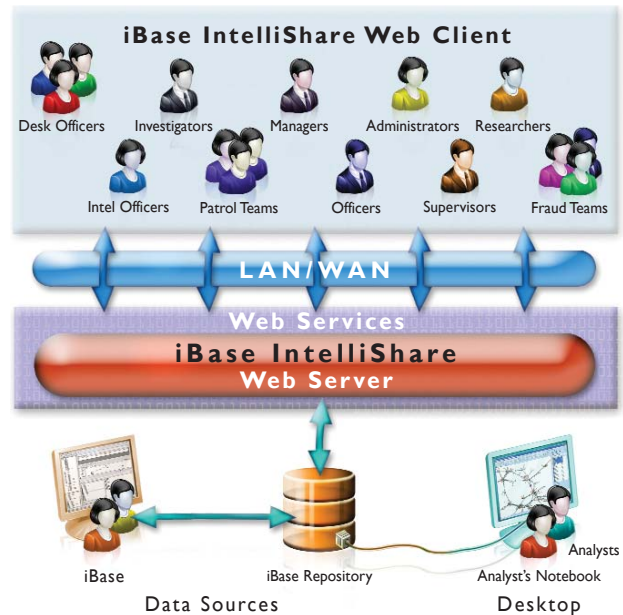 iBase IntelliShare Web Client
Desk Officers
Investigators
Managers
Administrators
Researchers
Intel Officers
Patrol Teams
Officers
Supervisors
Fraud Teams
LAN/WAN
Web Services
iBase IntelliShare
Web Server
Analysts
iBase
iBase Repository
Analyst's Notebook
Data Sources
Desktop